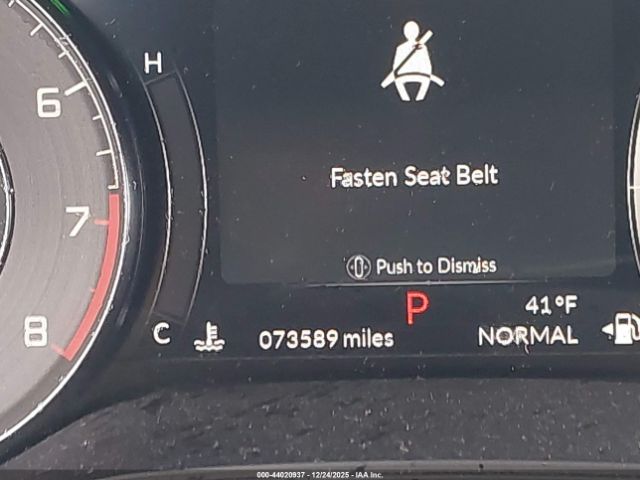 H
6
Fasten Seat Belt
7
Push to Dismiss
P
41°F
8
C
073589 miles
NORMAL
000-44020937 - 12/24/2025 - IAA Inc.